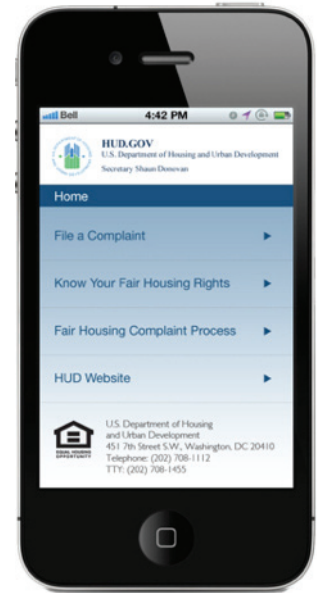 Bell 4:42 PM
HUD.GOV
U.S. Department of Housing and Urban Development
Secretary Shaun Donovan
Home
File a Complaint
Know Your Fair Housing Rights
Fair Housing Complaint Process
HUD Website
U.S. Department of Housing
and Urban Development
451 7th Street S.W., Washington, DC 20410
Telephone: (202) 708-1112
TTY: (202) 708-1455
EQUAL HOUSING
OPPORTUNITY